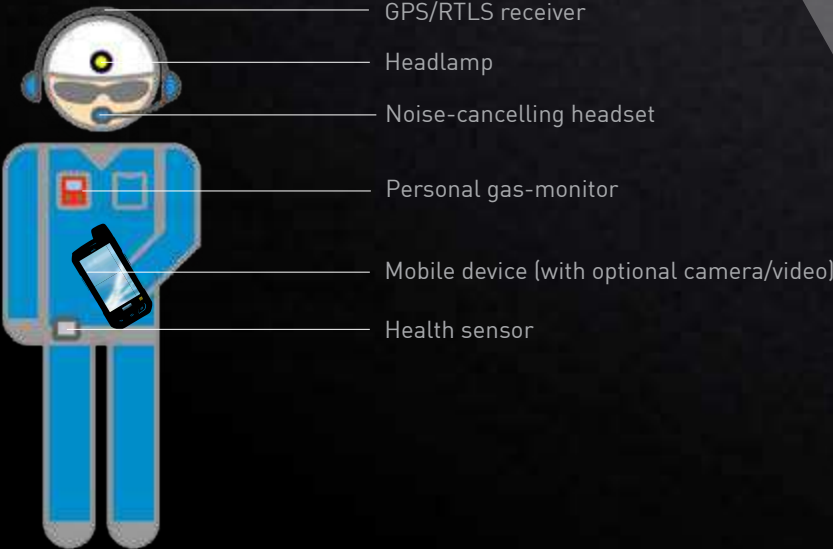 GPS/RTLS receiver
Headlamp
Noise-cancelling headset
Personal gas-monitor
Mobile device (with optional camera/video)
Health sensor